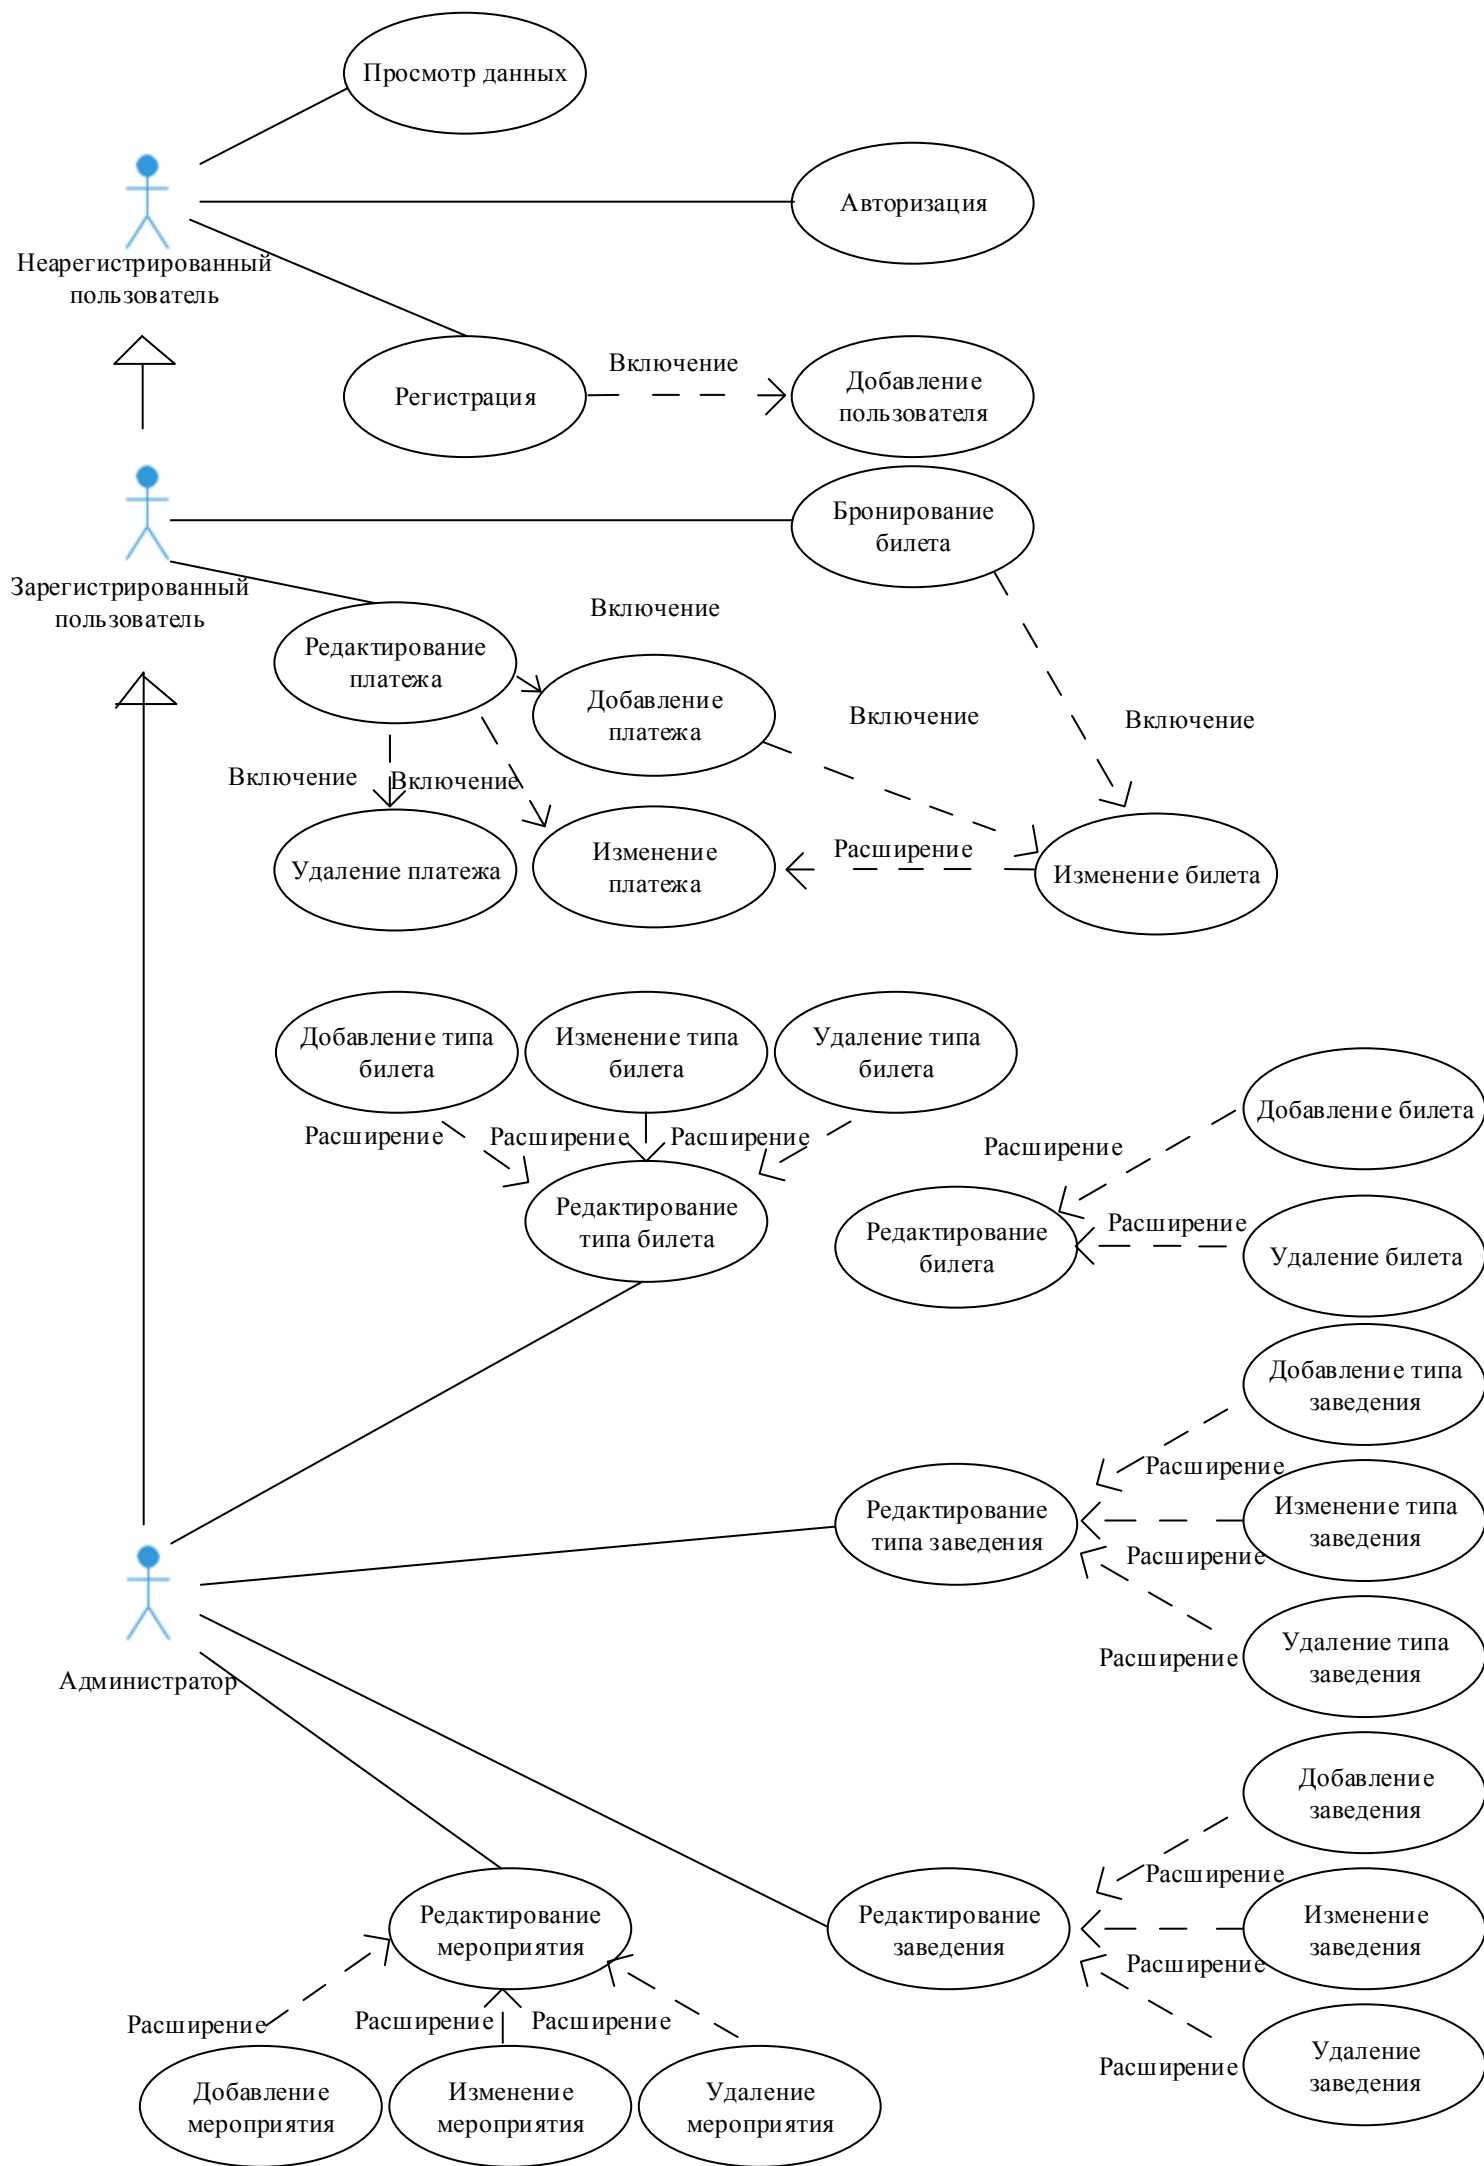 Просмотр данных
Авторизация
Неарегистрированный
пользователь
Включение
Регистрация
Добавление
пользователя
Бронирование
билета
Зарегистрированный
пользователь
Включение
Редактирование
платежа
Добавление
платежа
Включение
Включение
Включение
Включение
Удаление платежа
Изменение
платежа
Расширение
Изменение билета
Добавление типа
билета
Изменение типа
билета
Удаление типа
билета
Добавление билета
Расширение
Расширение
Расширение
Расширение
Редактирование
типа билета
Редактирование
билета
Расширение
Удаление билета
Добавление типа
заведения
Расширение
Редактирование
типа заведения
Изменение типа
заведения
Расширение
Удаление типа
заведения
Расширение
Администратор
Добавление
заведения
Расширение
Редактирование
мероприятия
Редактирование
заведения
Изменение
заведения
Расширение
Расширение
Расширение
Расширение
Удаление
заведения
Расширение
Добавление
мероприятия
Изменение
мероприятия
Удаление
мероприятия